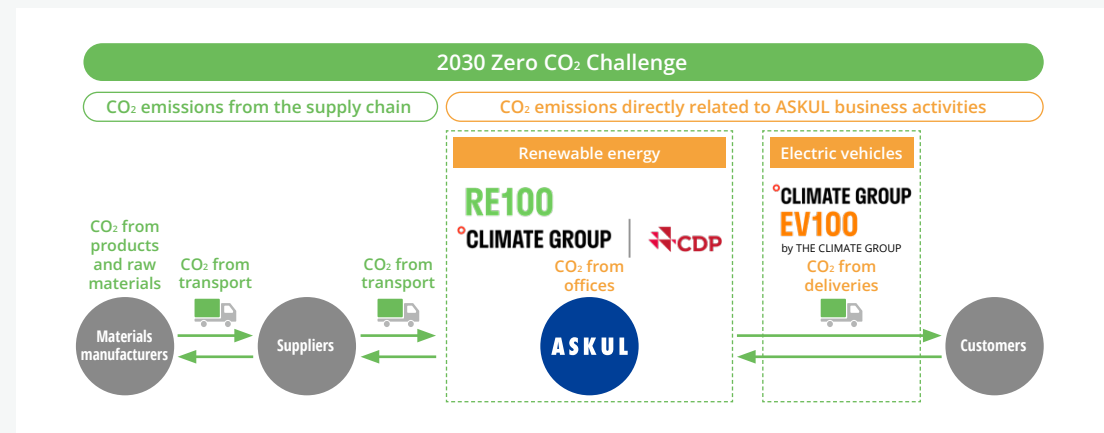 2030 Zero CO₂ Challenge
CO₂ emissions from the supply chain
CO₂ emissions directly related to ASKUL business activities
Renewable energy
Electric vehicles
RE100
°CLIMATE GROUP
CDP
°CLIMATE GROUP
EV100
by THE CLIMATE GROUP
CO₂ from
products
and raw
materials
CO₂ from
transport
CO₂ from
transport
CO₂ from
offices
CO₂ from
deliveries
Materials
manufacturers
Suppliers
ASKUL
Customers